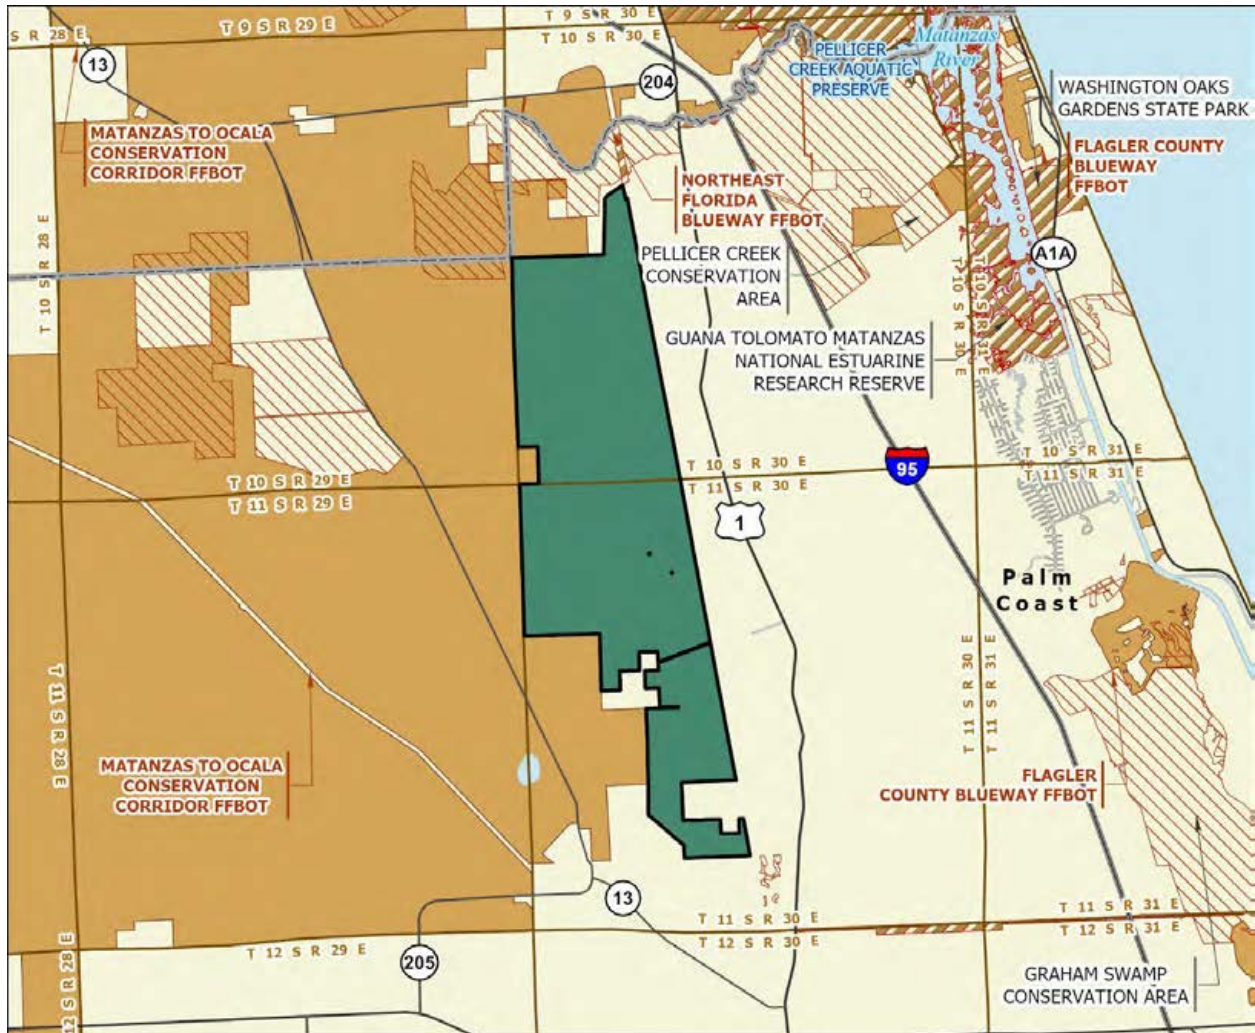 T 9 S R 29 E
T 9 S R 30 E
T 10 S R 30 E
S R 28 E
13
204
Matanzas
River
PELLICER
CREEK AQUATIC
PRESERVE
WASHINGTON OAKS
GARDENS STATE PARK
MATANZAS TO OCALA
CONSERVATION
CORRIDOR FFBOT
FLAGLER COUNTY
BLUEWAY
FFBOT
NORTHEAST
FLORIDA
BLUEWAY FFBOT
T 10 S R 28 E
PELLICER CREEK
CONSERVATION
AREA
A1A
T 10 S R 30 E
T 10 S R 31 E
GUANA TOLOMATO MATANZAS
NATIONAL ESTUARINE
RESEARCH RESERVE
T 10 S R 29 E
T 11 S R 29 E
T 10 S R 30 E
T 11 S R 30 E
95
T 10 S R 31 E
T 11 S R 31 E
1
Palm
Coast
T 11 S R 28 E
T 11 S R 30 E
T 11 S R 31 E
MATANZAS TO OCALA
CONSERVATION
CORRIDOR FFBOT
FLAGLER
COUNTY BLUEWAY FFBOT
13
T 11 S R 30 E
T 12 S R 30 E
T 11 S R 31 E
T 12 S R 31 E
T 12 S R 29 E
205
12 S R 28 E
GRAHAM SWAMP
CONSERVATION AREA